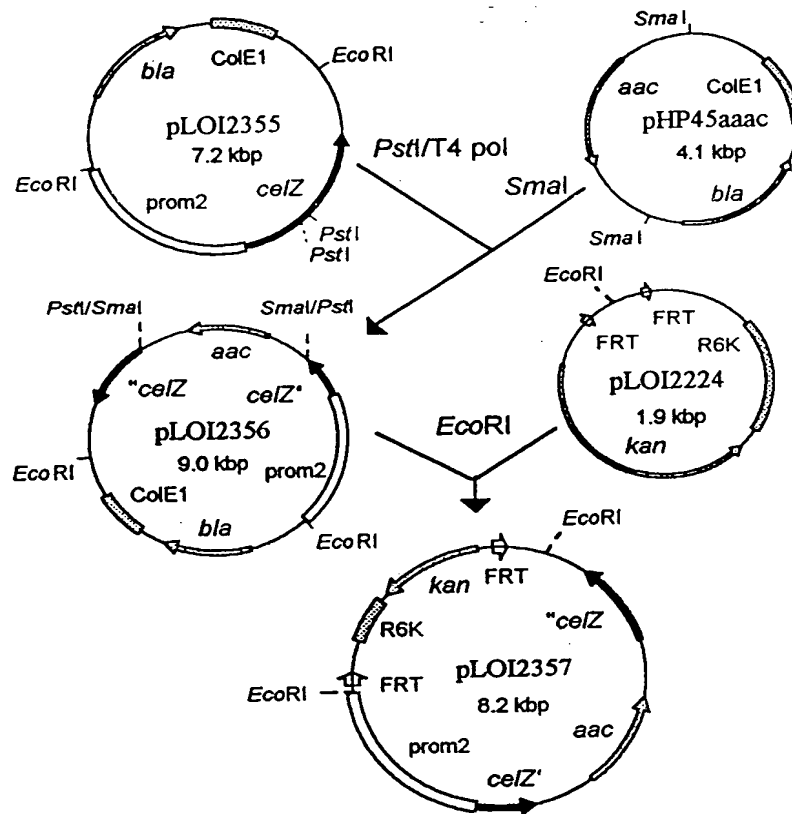 bla
ColE1
EcoRI
pLOI2355
7.2 kbp
EcoRI
prom2
celZ
PstI
PstI
PstI/T4 pol
SmaI
SmaI
aac
ColE1
pHP45aaac
4.1 kbp
bla
SmaI
PstI/SmaI
SmaI/PstI
aac
"celZ
celZ'
pLOI2356
9.0 kbp
prom2
EcoRI
ColE1
bla
EcoRI
EcoRI
EcoRI
FRT
FRT
R6K
pLOI2224
1.9 kbp
kan
EcoRI
kan
FRT
"celZ
R6K
pLOI2357
8.2 kbp
EcoRI
FRT
aac
prom2
celZ'